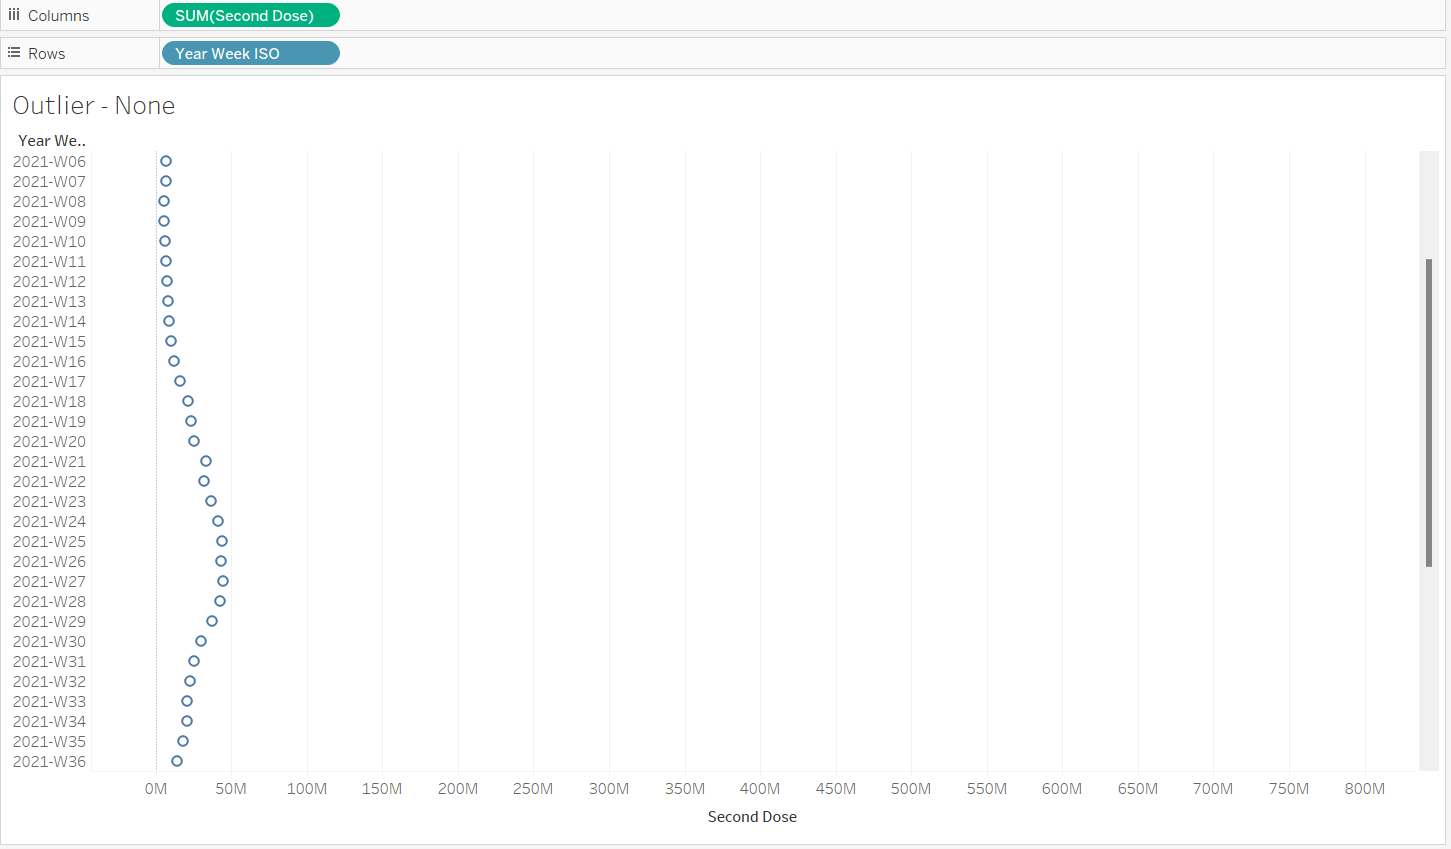 Columns SUM(Second Dose)
Rows Year Week ISO
Outlier - None
Year We..
2021-W06
2021-W07
2021-W08
2021-W09
2021-W10
2021-W11
2021-W12
2021-W13
2021-W14
2021-W15
2021-W16
2021-W17
2021-W18
2021-W19
2021-W20
2021-W21
2021-W22
2021-W23
2021-W24
2021-W25
2021-W26
2021-W27
2021-W28
2021-W29
2021-W30
2021-W31
2021-W32
2021-W33
2021-W34
2021-W35
2021-W36
0M 50M 100M 150M 200M 250M 300M 350M 400M 450M 500M 550M 600M 650M 700M 750M 800M
Second Dose